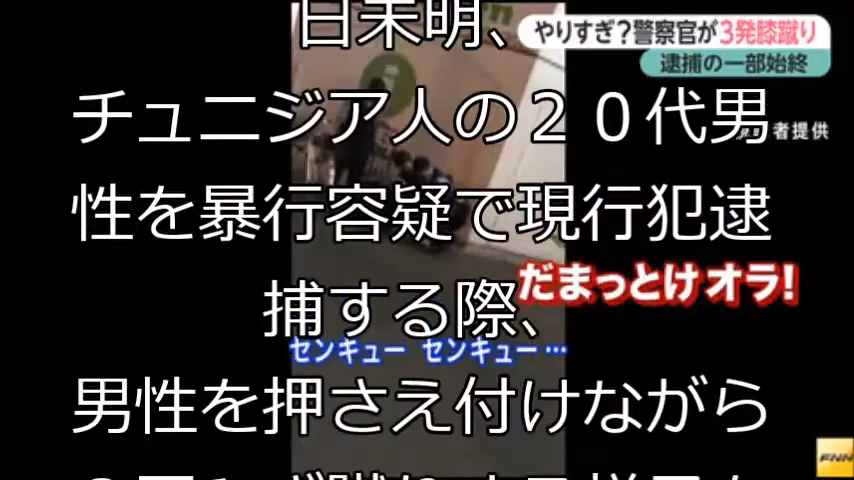 日未明、
やりすぎ？警察官が３発膝蹴り
逮捕の一部始終
チュニジア人の２０代男
者提供
性を暴行容疑で現行犯逮
だまっとけオラ！
捕する際、
センキュー センキュー…
男性を押さえ付けながら
FNN